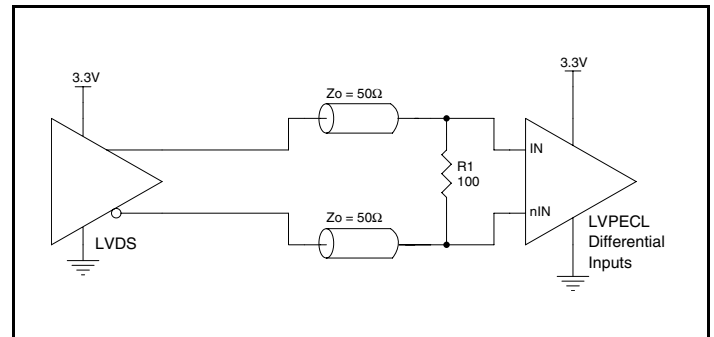 3.3V
3.3V
Zo = 50Ω
IN
R1
100
Zo = 50Ω
nIN
LVDS
LVPECL
Differential
Inputs